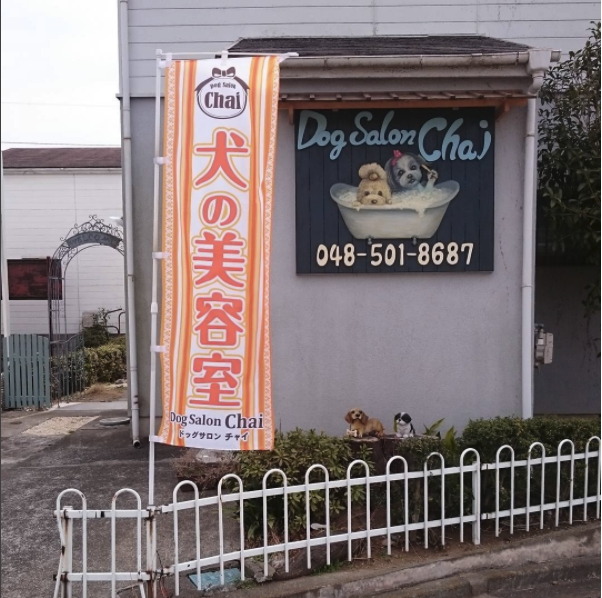 Dog Salon
Chai
犬の美容室
Dog Salon Chai
ドッグサロン チャイ
Dog Salon Chai
048-501-8687